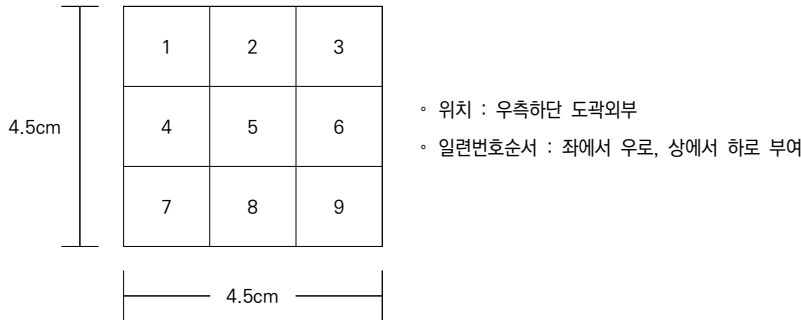 1 2 3
4.5cm 4 5 6
7 8 9
4.5cm
◦ 위치 : 우측하단 도곽외부
◦ 일련번호순서 : 좌에서 우로, 상에서 하로 부여